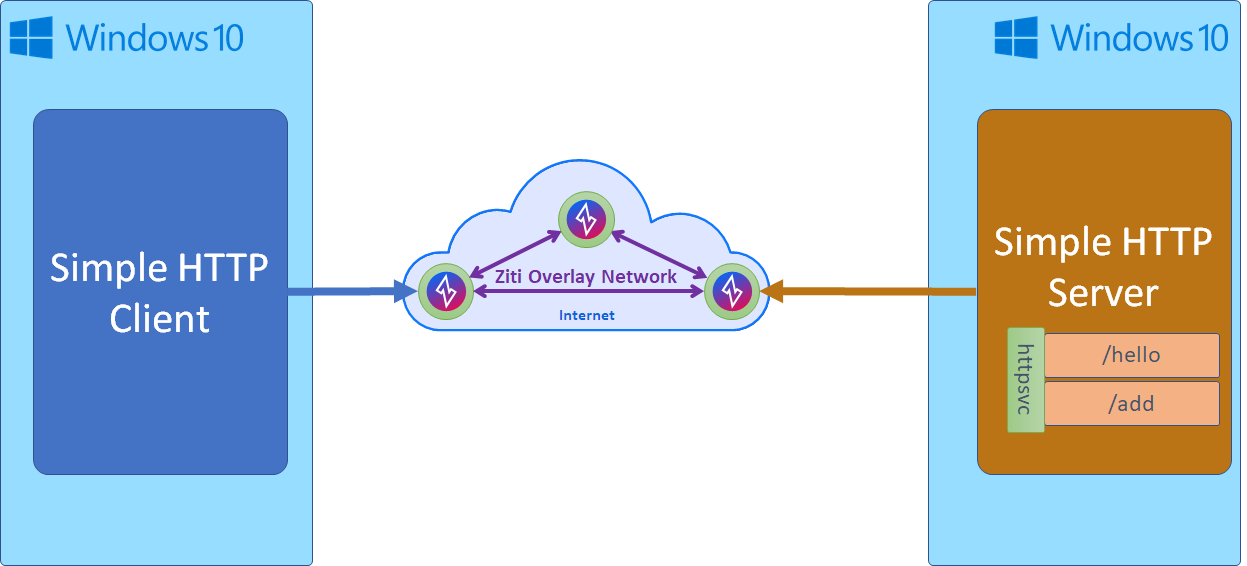 Windows 10
Windows 10
Simple HTTP
Client
Ziti Overlay Network
Internet
Simple HTTP
Server
httpsvc
/hello
/add